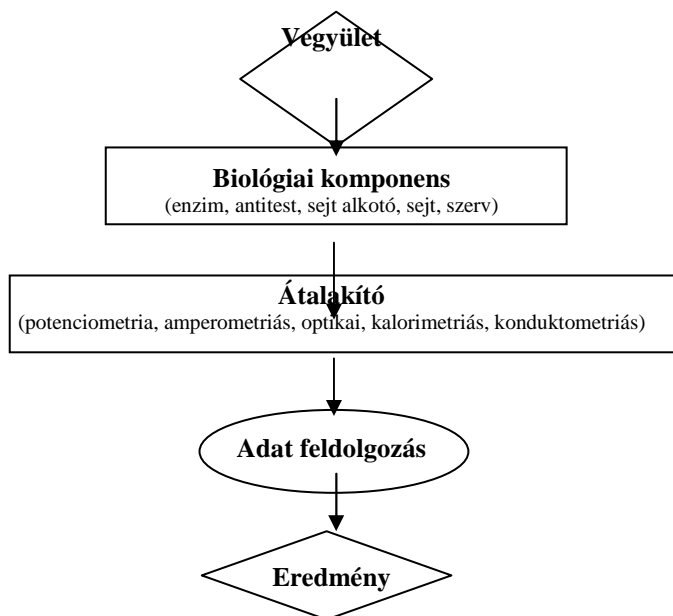 Vegyület
Biológiai komponens
(enzim, antitest, sejt alkotó, sejt, szerv)
Átalakító
(potenciometria, amperometriás, optikai, kalorimetriás, konduktometriás)
Adat feldolgozás
Eredmény